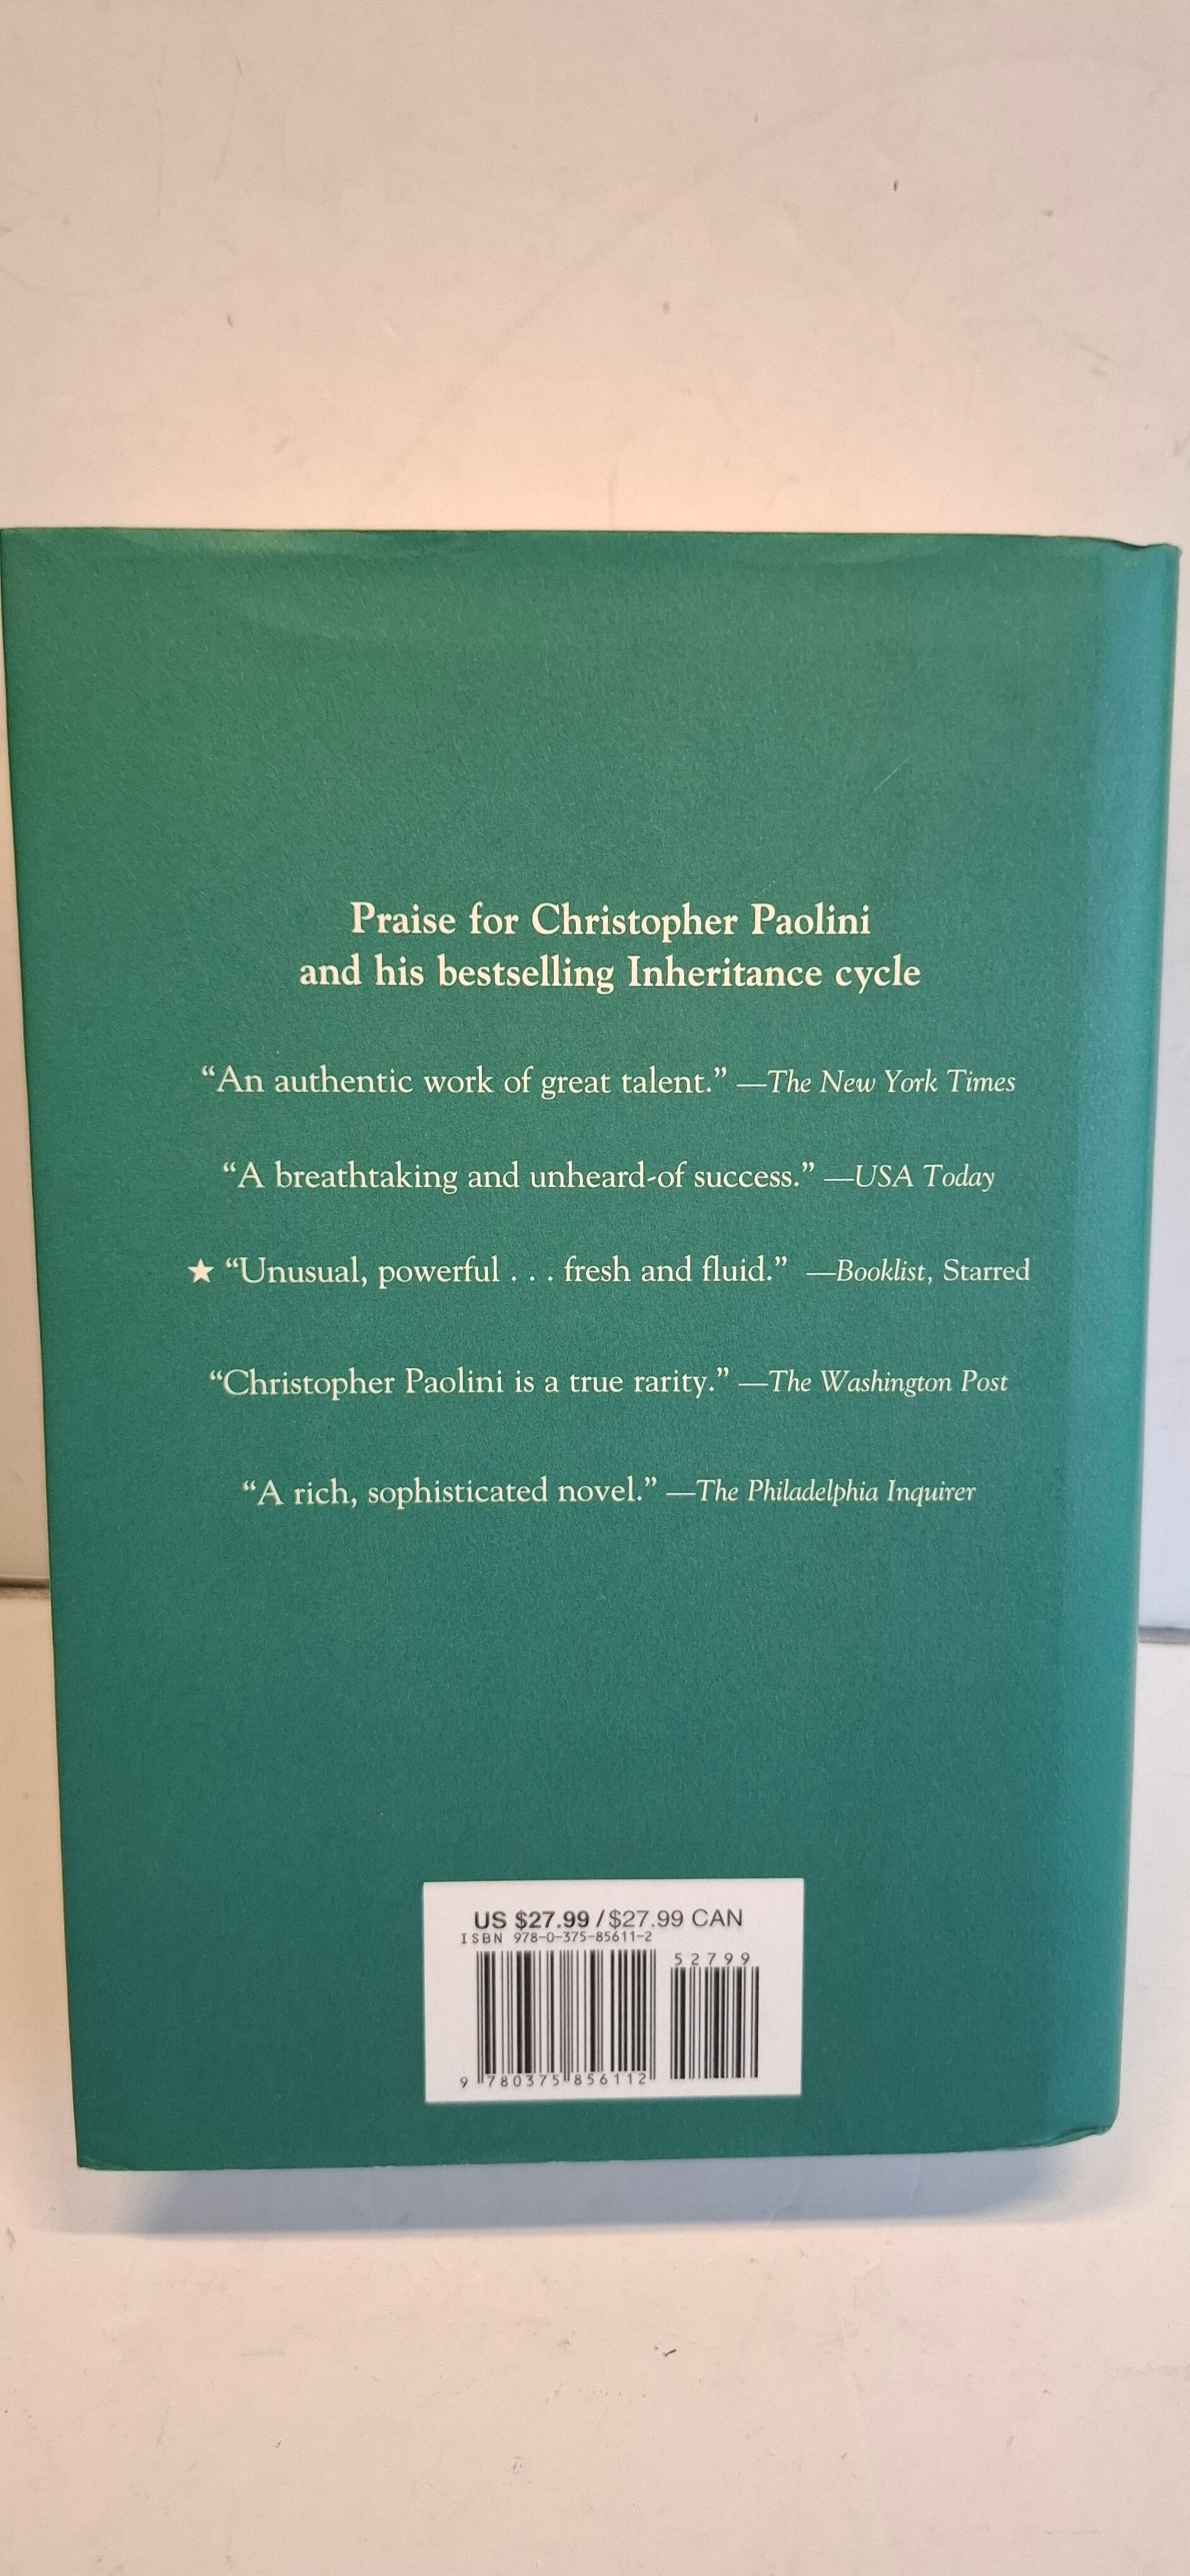 Praise for Christopher Paolini
and his bestselling Inheritance cycle
“An authentic work of great talent.” —The New York Times
“A breathtaking and unheard-of success.” —USA Today
★ “Unusual, powerful . . . fresh and fluid.” —Booklist, Starred
“Christopher Paolini is a true rarity.” —The Washington Post
“A rich, sophisticated novel.” —The Philadelphia Inquirer
US $27.99 / $27.99 CAN
ISBN 978-0-375-85611-2
52799
9 780375 856112